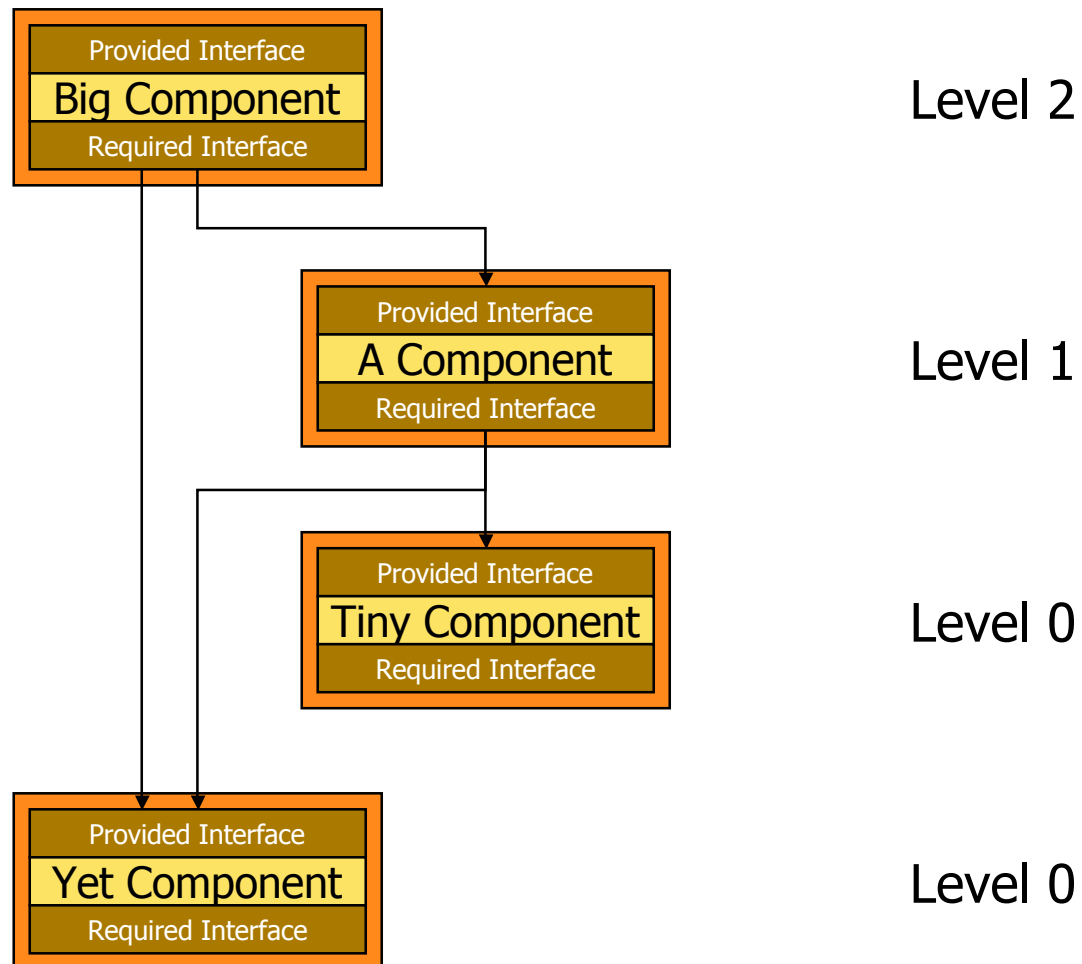 Provided Interface
Big Component
Required Interface
Level 2
Provided Interface
A Component
Required Interface
Level 1
Provided Interface
Tiny Component
Required Interface
Level 0
Provided Interface
Yet Component
Required Interface
Level 0